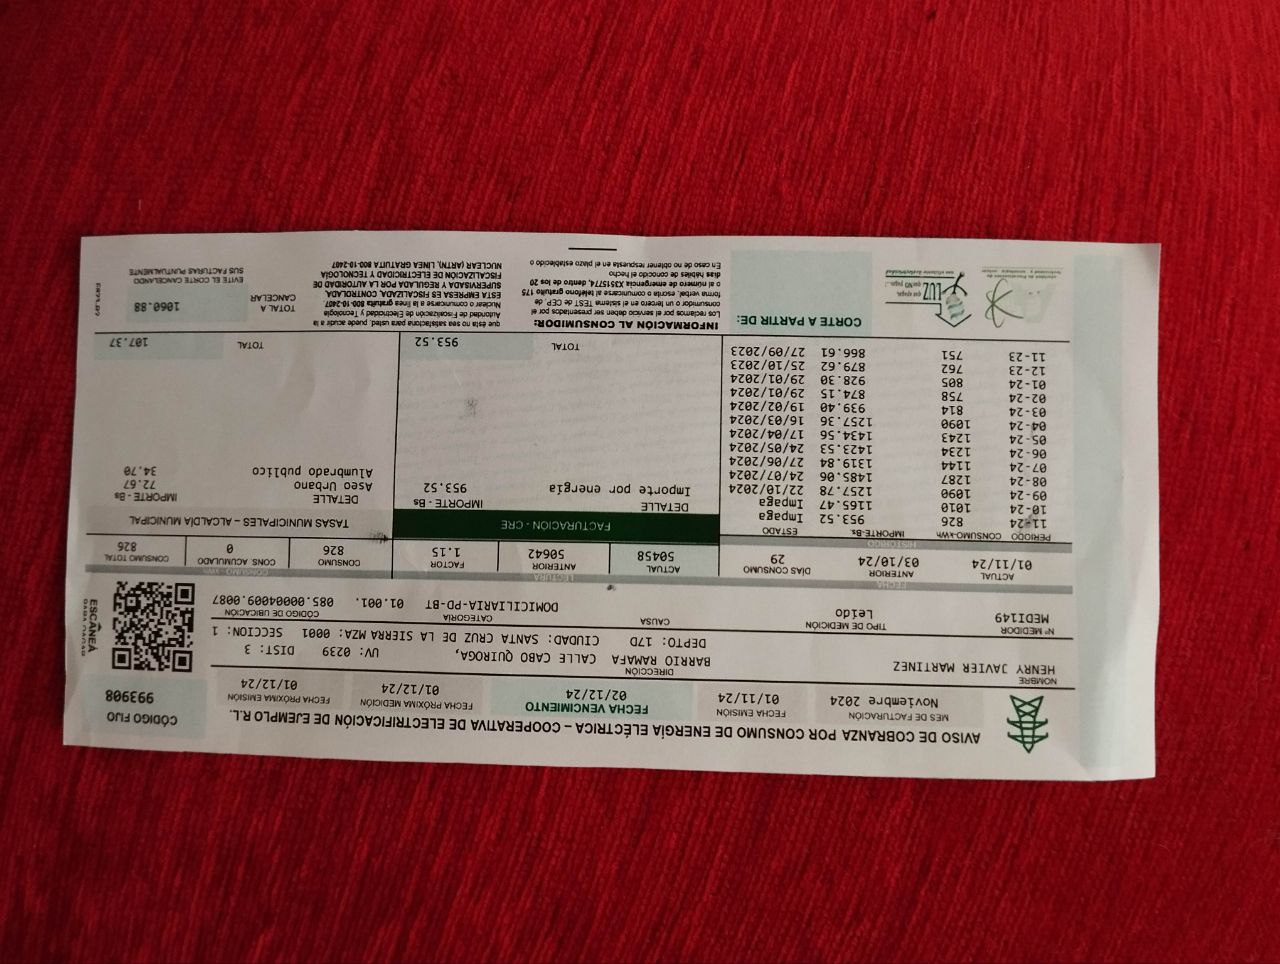 AVISO DE COBRANZA POR CONSUMO DE ENERGÍA ELÉCTRICA – COOPERATIVA DE ELECTRIFICACIÓN DE EJEMPLO R.L.
CÓDIGO FIJO
993908
MES DE FACTURACIÓN
Noviembre 2024
FECHA EMISIÓN
01/11/24
FECHA VENCIMIENTO
02/12/24
FECHA PRÓXIMA MEDICIÓN
01/12/24
FECHA PRÓXIMA EMISIÓN
01/12/24
NOMBRE
HENRY JAVIER MARTINEZ
DIRECCIÓN
BARRIO RAMAFA CALLE CABO QUIROGA, UV: 0239 DIST: 3
DEPTO: 17D CIUDAD: SANTA CRUZ DE LA SIERRA MZA: 0001 SECCION: 1
ESCANEÁ
PARA PAGAR
Nº MEDIDOR
MEDI149
TIPO DE MEDICIÓN
Leído
CAUSA
CATEGORÍA
DOMICILIARIA-PD-BT
CÓDIGO DE UBICACIÓN
01.001. 085.00004009.0087
FECHA
LECTURA
CONSUMO - kWh
ACTUAL
01/11/24
ANTERIOR
03/10/24
DÍAS CONSUMO
29
ACTUAL
50458
ANTERIOR
50642
FACTOR
1.15
CONSUMO
826
CONS ACUMULADO
0
CONSUMO TOTAL
826
HISTÓRICO
PERIODO CONSUMO-kWh IMPORTE-Bs ESTADO
11-24 826 953.52 Impaga
10-24 1010 1165.47 Impaga
09-24 1090 1257.78 22/10/2024
08-24 1287 1485.06 24/07/2024
07-24 1144 1319.84 27/06/2024
06-24 1234 1423.53 24/05/2024
05-24 1243 1434.56 17/04/2024
04-24 1090 1257.36 16/03/2024
03-24 814 939.40 19/02/2024
02-24 758 874.15 29/01/2024
01-24 805 928.30 29/01/2024
12-23 762 879.62 25/10/2023
11-23 751 866.61 27/09/2023
FACTURACIÓN - CRE
DETALLE IMPORTE - Bs
Importe por energía 953.52
TOTAL 953.52
TASAS MUNICIPALES – ALCALDÍA MUNICIPAL
DETALLE IMPORTE - Bs
Aseo Urbano 72.67
Alumbrado publico 34.70
TOTAL 107.37
LUZ
CORTE A PARTIR DE:
INFORMACIÓN AL CONSUMIDOR:
Los reclamos por el servicio deben ser presentados por el
consumidor o un tercero en el sistema TEST de CEP, de
forma verbal, escrita o comunicarse al teléfono gratuito 175
o al número de emergencia X3515774, dentro de los 20
días hábiles de conocido el hecho
En caso de no obtener respuesta en el plazo establecido o
que ésta no sea satisfactoria para usted, puede acudir a la
Autoridad de Fiscalización de Electricidad y Tecnología
Nuclear o comunicarse a la línea gratuita 800-10-2407
ESTA EMPRESA ES FISCALIZADA, CONTROLADA,
SUPERVISADA Y REGULADA POR LA AUTORIDAD DE
FISCALIZACIÓN DE ELECTRICIDAD Y TECNOLOGÍA
NUCLEAR (ARTN), LINEA GRATUITA 800-10-2407
TOTAL A
CANCELAR
1060.88
EVITE EL CORTE CANCELANDO
SUS FACTURAS PUNTUALMENTE